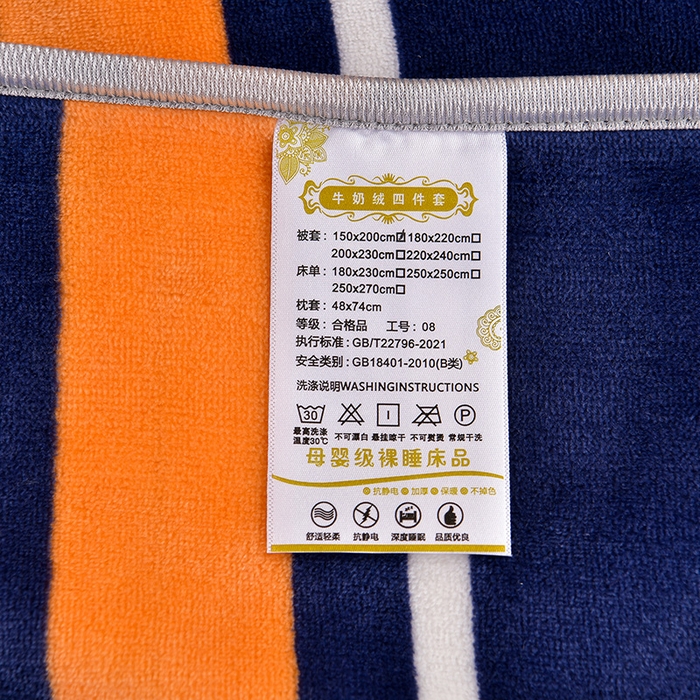 牛奶绒四件套
被套：150x200cm☑180x220cm□
200x230cm□220x240cm□
床单：180x230cm□250x250cm□
250x270cm□
枕套：48x74cm
等级：合格品 工号：08
执行标准：GB/T22796-2021
安全类别：GB18401-2010(B类)
洗涤说明WASHINGINSTRUCTIONS
30 P
最高洗涤温度30℃ 不可漂白 悬挂晾干 不可熨烫 常规干洗
母婴级裸睡床品
抗静电 加厚 保暖 不掉色
舒适轻柔 抗静电 深度睡眠 品质优良